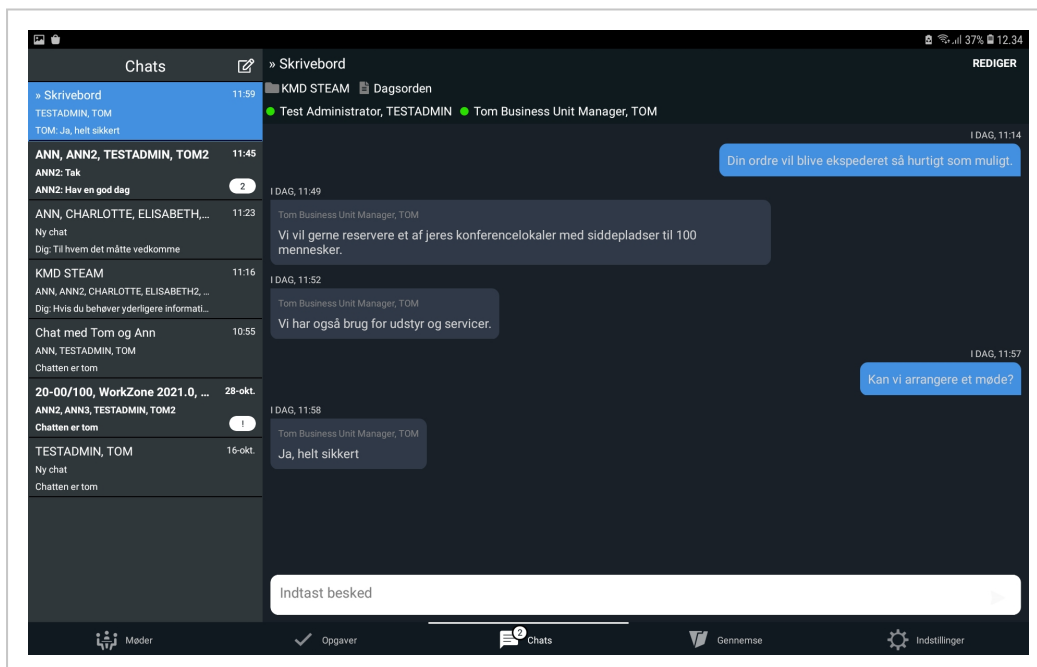 37% 12.34
Chats
» Skrivebord
REDIGER
» Skrivebord 11:59
TESTADMIN, TOM
TOM: Ja, helt sikkert
ANN, ANN2, TESTADMIN, TOM2 11:45
ANN2: Tak
ANN2: Hav en god dag 2
ANN, CHARLOTTE, ELISABETH,... 11:23
Ny chat
Dig: Til hvem det måtte vedkomme
KMD STEAM 11:16
ANN, ANN2, CHARLOTTE, ELISABETH2, ...
Dig: Hvis du behøver yderligere informati...
Chat med Tom og Ann 10:55
ANN, TESTADMIN, TOM
Chatten er tom
20-00/100, WorkZone 2021.0, ... 28-okt.
ANN2, ANN3, TESTADMIN, TOM2
Chatten er tom !
TESTADMIN, TOM 16-okt.
Ny chat
Chatten er tom
KMD STEAM Dagsorden
Test Administrator, TESTADMIN Tom Business Unit Manager, TOM
I DAG, 11:14
Din ordre vil blive ekspederet så hurtigt som muligt.
I DAG, 11:49
Tom Business Unit Manager, TOM
Vi vil gerne reservere et af jeres konferencelokaler med siddepladser til 100
mennesker.
I DAG, 11:52
Tom Business Unit Manager, TOM
Vi har også brug for udstyr og servicer.
I DAG, 11:57
Kan vi arrangere et møde?
I DAG, 11:58
Tom Business Unit Manager, TOM
Ja, helt sikkert
Indtast besked
Møder
Opgaver
2
Chats
Gennemse
Indstillinger